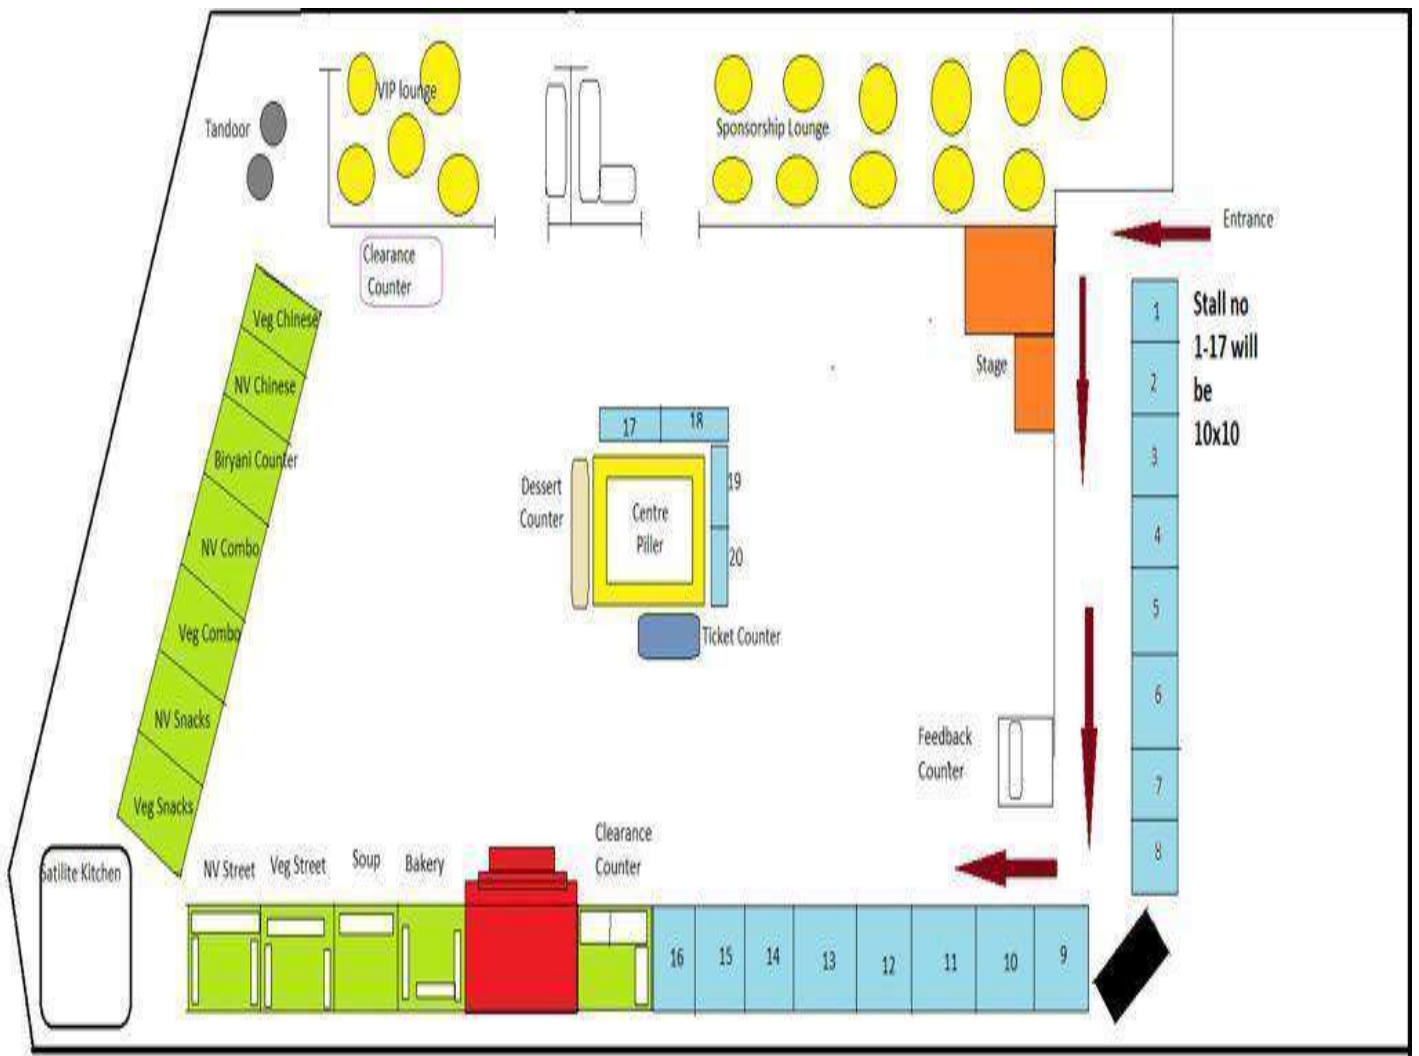 VIP lounge
Tandoor
Sponsorship Lounge
Entrance
Clearance
Counter
Stall no
1-17 will
be
10x10
1
2
3
4
5
6
7
8
Veg Chinese
NV Chinese
Biryani Counter
NV Combo
Veg Combo
NV Snacks
Veg Snacks
Stage
17
18
19
20
Dessert
Counter
Centre
Piller
Ticket Counter
Feedback
Counter
Clearance
Counter
Satilite Kitchen
NV Street
Veg Street
Soup
Bakery
16
15
14
13
12
11
10
9